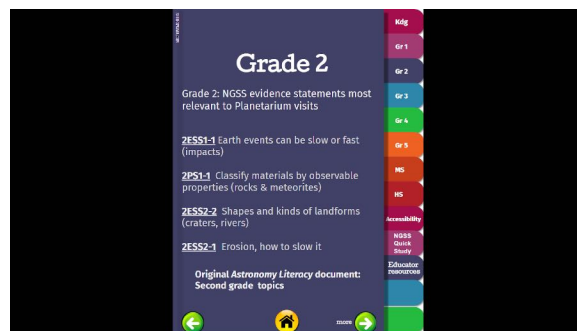 Grade 2
Grade 2: NGSS evidence statements most
relevant to Planetarium visits
2ESS1-1 Earth events can be slow or fast
(impacts)
2PS1-1 Classify materials by observable
properties (rocks & meteorites)
2ESS2-2 Shapes and kinds of landforms
(craters, rivers)
2ESS2-1 Erosion, how to slow it
Original Astronomy Literacy document:
Second grade topics
more
Kdg
Gr 1
Gr 2
Gr 3
Gr 4
Gr 5
MS
HS
Accessibility
NGSS
Quick
Study
Educator
resources